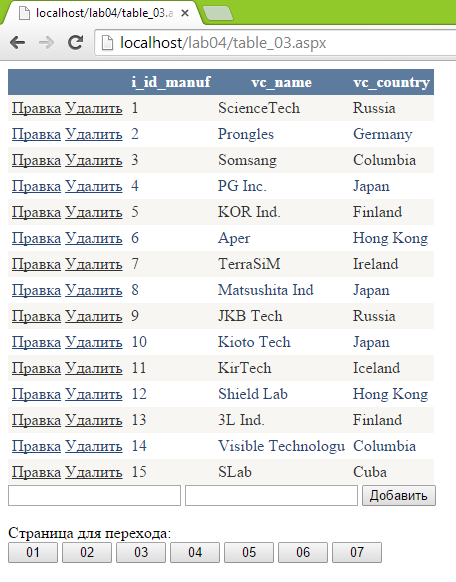 localhost/lab04/table_03.a
localhost/lab04/table_03.aspx
i_id_manuf vc_name vc_country
Правка Удалить 1 ScienceTech Russia
Правка Удалить 2 Prongles Germany
Правка Удалить 3 Somsang Columbia
Правка Удалить 4 PG Inc. Japan
Правка Удалить 5 KOR Ind. Finland
Правка Удалить 6 Aper Hong Kong
Правка Удалить 7 TerraSiM Ireland
Правка Удалить 8 Matsushita Ind Japan
Правка Удалить 9 JKB Tech Russia
Правка Удалить 10 Kioto Tech Japan
Правка Удалить 11 KirTech Iceland
Правка Удалить 12 Shield Lab Hong Kong
Правка Удалить 13 3L Ind. Finland
Правка Удалить 14 Visible Technologu Columbia
Правка Удалить 15 SLab Cuba
Добавить
Страница для перехода:
01 02 03 04 05 06 07